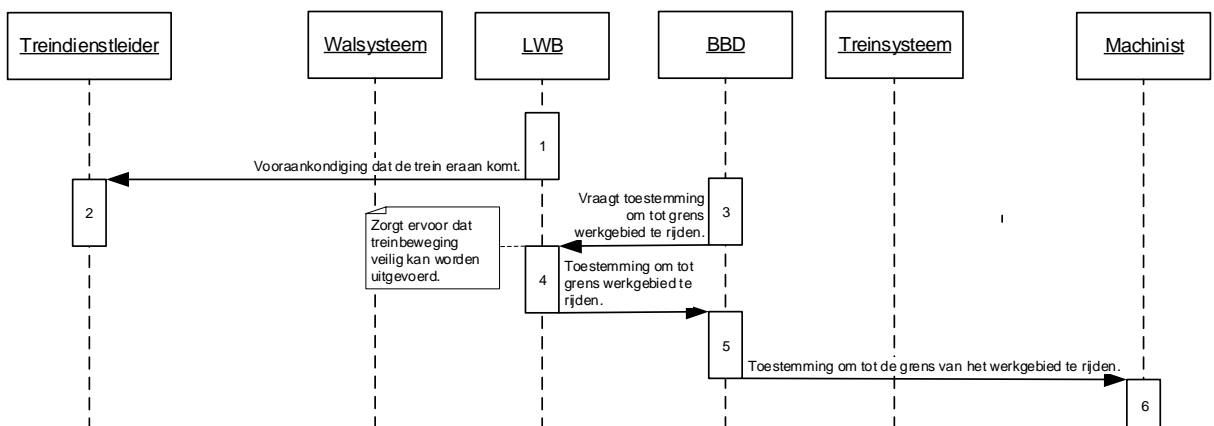 Treindienstleider
Walsysteem
LWB
BBD
Treinsysteem
Machinist
1
Vooraankondiging dat de trein eraan komt.
2
3
Vraagt toestemming
om tot grens
werkgebied te rijden.
Zorgt ervoor dat
treinbeweging
veilig kan worden
uitgevoerd.
4
Toestemming om tot
grens werkgebied te
rijden.
5
Toestemming om tot de grens van het werkgebied te rijden.
6